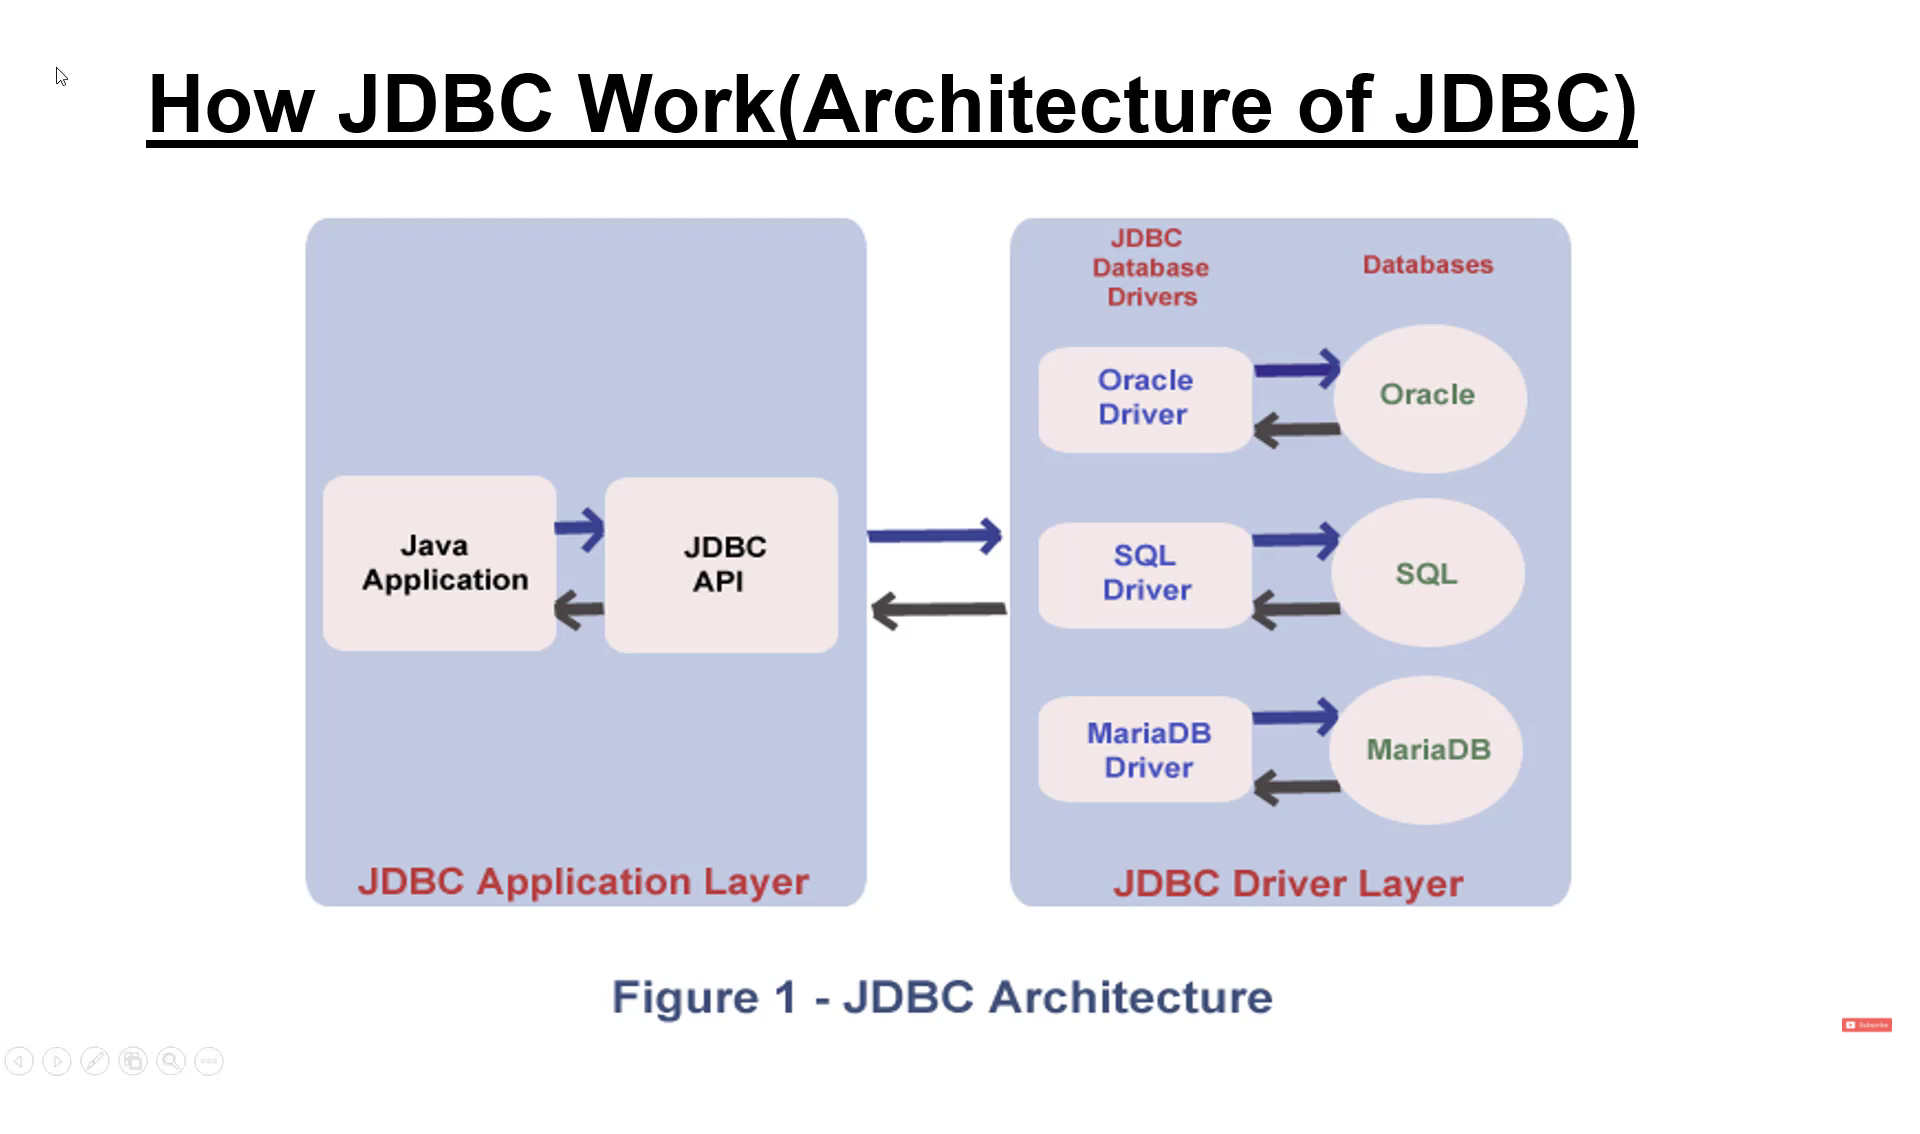 How JDBC Work(Architecture of JDBC)
JDBC
Database
Drivers
Databases
Oracle
Driver
Oracle
Java
Application
JDBC
API
SQL
Driver
SQL
MariaDB
Driver
MariaDB
JDBC Application Layer
JDBC Driver Layer
Figure 1 - JDBC Architecture
Subscribe